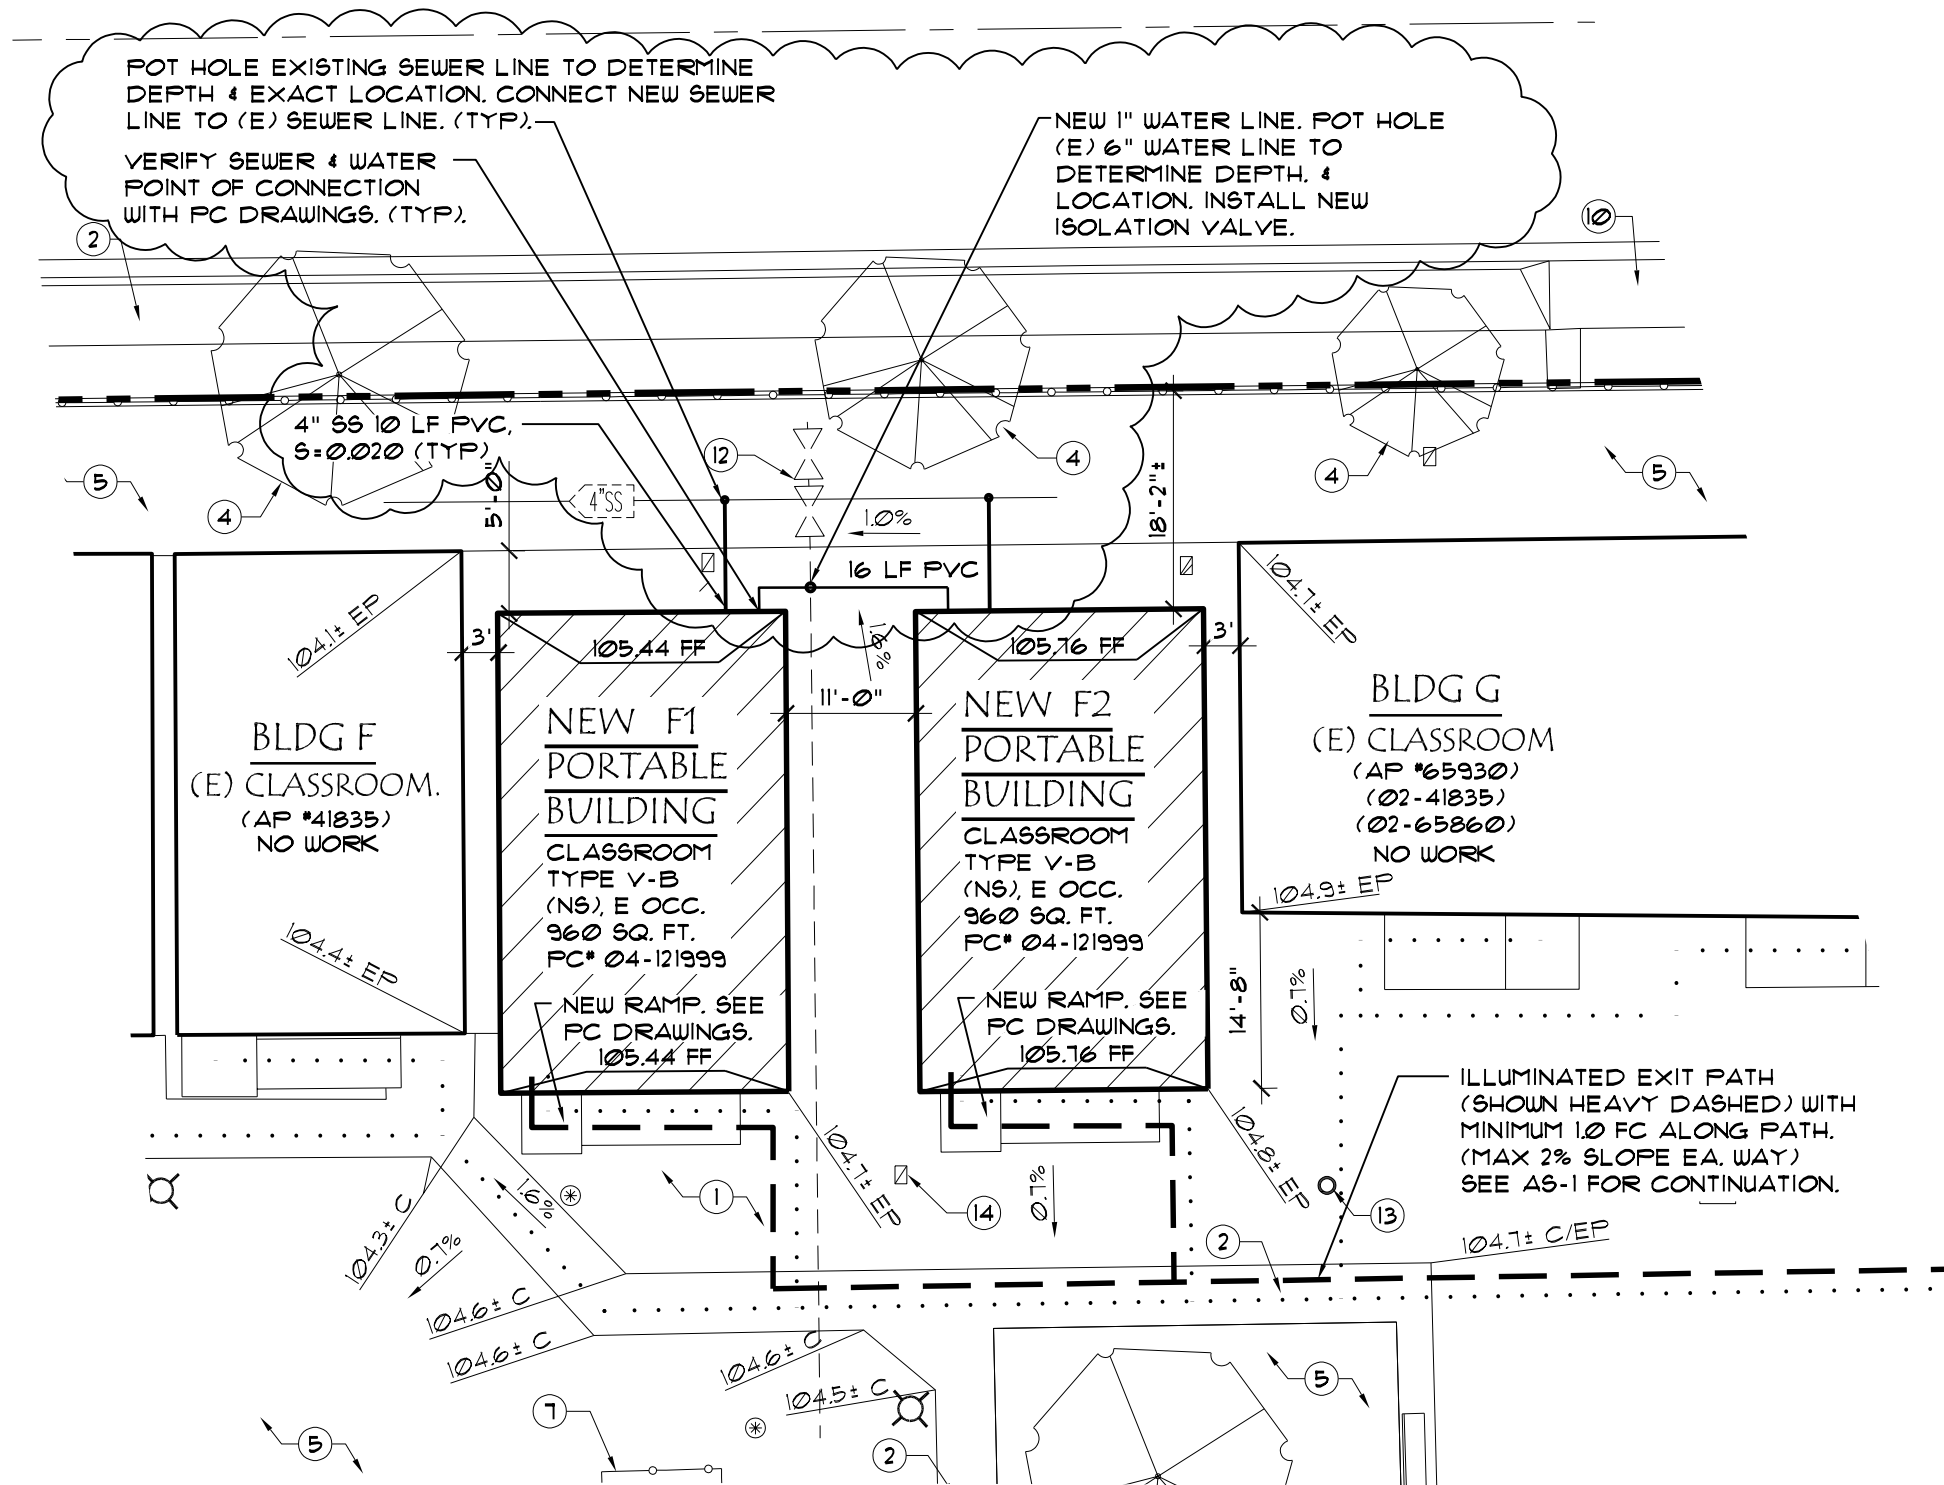 POT HOLE EXISTING SEWER LINE TO DETERMINE
DEPTH & EXACT LOCATION. CONNECT NEW SEWER
LINE TO (E) SEWER LINE. (TYP).
VERIFY SEWER & WATER
POINT OF CONNECTION
WITH PC DRAWINGS. (TYP).
NEW 1" WATER LINE. POT HOLE
(E) 6" WATER LINE TO
DETERMINE DEPTH. &
LOCATION. INSTALL NEW
ISOLATION VALVE.
2
10
4" SS 10 LF PVC,
S=0.020 (TYP)
5
4
5'-0"
4"SS
12
1.0%
4
18'-2"±
4
5
16 LF PVC
1.0%
104.1± EP
3'
105.44 FF
11'-0"
105.76 FF
3'
104.7± EP
BLDG F
(E) CLASSROOM.
(AP #41835)
NO WORK
104.4± EP
NEW F1
PORTABLE
BUILDING
CLASSROOM
TYPE V-B
(NS), E OCC.
960 SQ. FT.
PC# 04-121999
NEW RAMP. SEE
PC DRAWINGS.
105.44 FF
NEW F2
PORTABLE
BUILDING
CLASSROOM
TYPE V-B
(NS), E OCC.
960 SQ. FT.
PC# 04-121999
NEW RAMP. SEE
PC DRAWINGS.
105.76 FF
BLDG G
(E) CLASSROOM
(AP #65930)
(02-41835)
(02-65860)
NO WORK
104.9± EP
14'-8"
0.7%
ILLUMINATED EXIT PATH
(SHOWN HEAVY DASHED) WITH
MINIMUM 1.0 FC ALONG PATH.
(MAX 2% SLOPE EA. WAY)
SEE AS-1 FOR CONTINUATION.
104.3± C
0.7%
1.6%
1
104.7± EP
14
0.7%
104.8± EP
13
2
104.7± C/EP
104.6± C
104.6± C
104.6± C
104.5± C
7
5
2
5